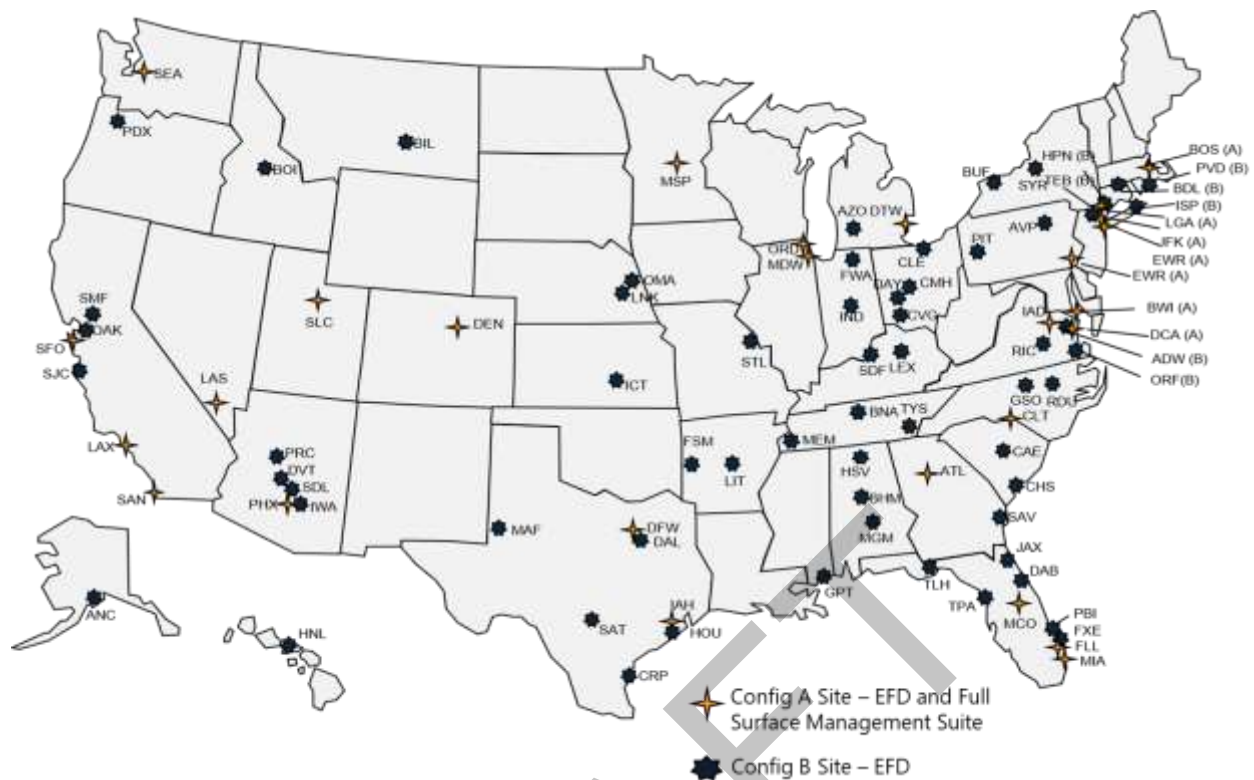 SEA
PDX
BIL
BOI
MSP
BOS (A)
HPN (B)
PVD (B)
BUF
SYR
TEB (B)
BDL (B)
ISP (B)
AZO DTW
LGA (A)
AVP
JFK (A)
ORD
PIT
EWR (A)
MDW
CLE
EWR (A)
FWA
OMA
DAY
CMH
LNK
SMF
BWI (A)
IAD
IND
CVG
SLC
DEN
OAK
DCA (A)
SFO
ADW (B)
RIC
STL
SJC
SDF
LEX
ORF(B)
LAS
ICT
GSO
RDU
BNA
TYS
CLT
LAX
FSM
MEM
PRC
CAE
LIT
HSV
ATL
DVT
SDL
CHS
SAN
PHX
IWA
BHM
SAV
MAF
DFW
DAL
MGM
JAX
TLH
DAB
GPT
TPA
ANC
IAH
MCO
PBI
SAT
HOU
FXE
HNL
FLL
MIA
CRP
Config A Site – EFD and Full
Surface Management Suite
Config B Site – EFD